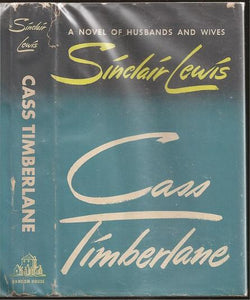 Sinclair
Lewis
CASS TIMBERLANE
RANDOM HOUSE
A NOVEL OF HUSBANDS AND WIVES
Sinclair Lewis
Cass
Timberlane